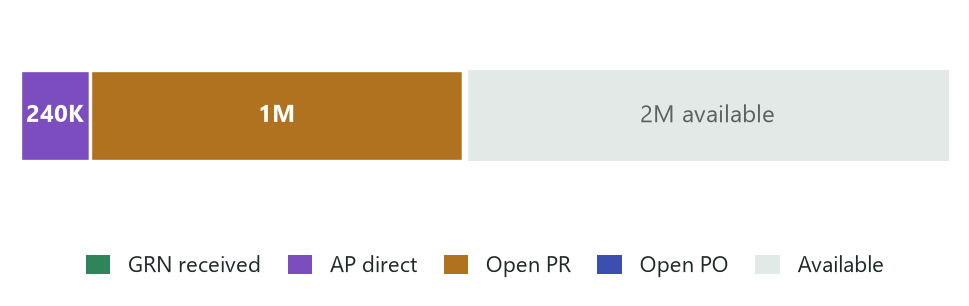 240K 1M 2M available
GRN received AP direct Open PR Open PO Available